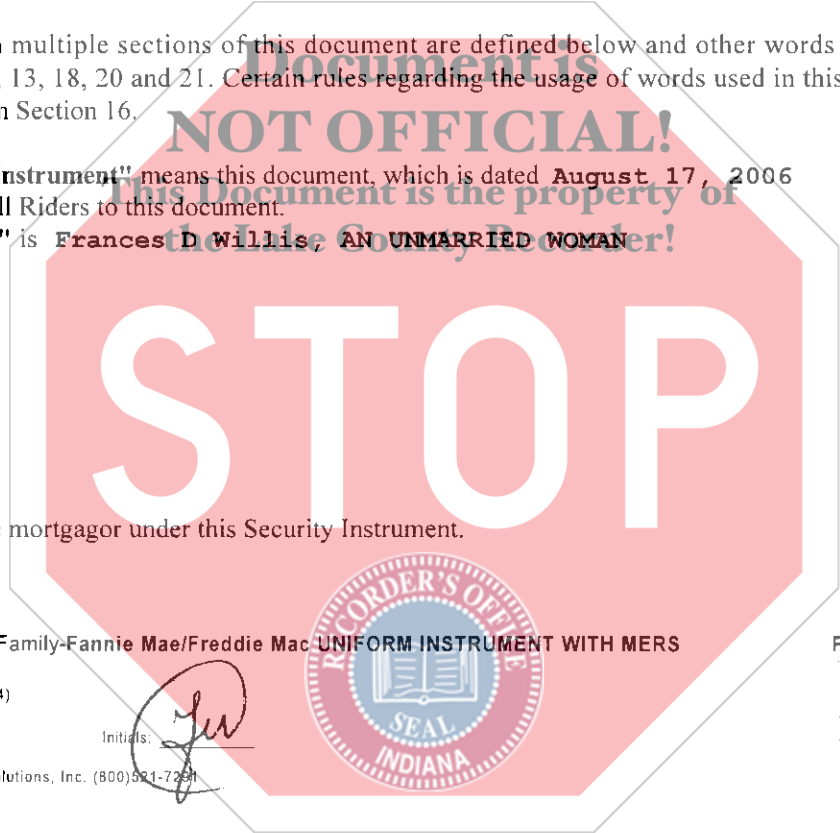 multiple sections of this document are defined below and other words
Document is
, 13, 18, 20 and 21. Certain rules regarding the usage of words used in this
n Section 16.
NOT OFFICIAL!
nstrument" means this document, which is dated August 17, 2006
This Document is the property of
ll Riders to this document.
" is Frances D Willis, AN UNMARRIED WOMAN
the Lake County Recorder!
STOP
mortgagor under this Security Instrument.
RECORDER'S OFFICE
Family-Fannie Mae/Freddie Mac UNIFORM INSTRUMENT WITH MERS
F
4)
SEAL
Initials:
INDIANA
lutions, Inc. (800)521-7291